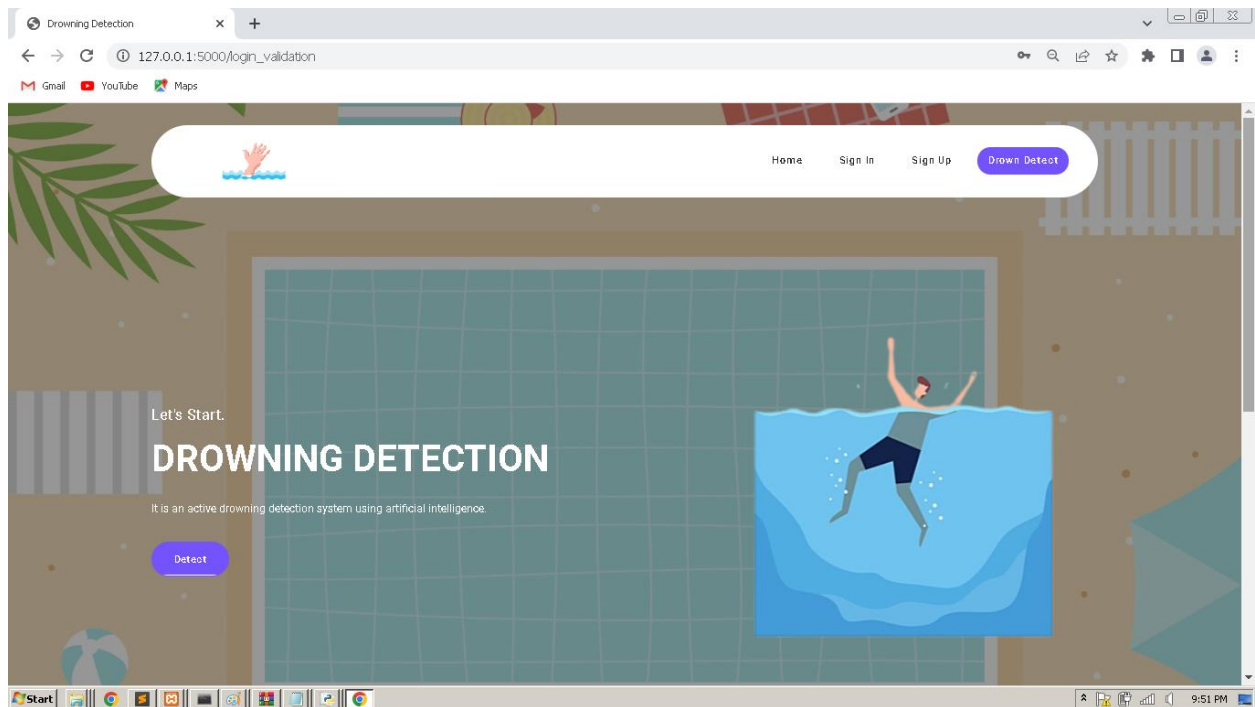 Drowning Detection
127.0.0.1:5000/login_validation
Gmail YouTube Maps
Home Sign In Sign Up Drown Detect
Let's Start.
DROWNING DETECTION
It is an active drowning detection system using artificial intelligence.
Detect
Start 9:51 PM